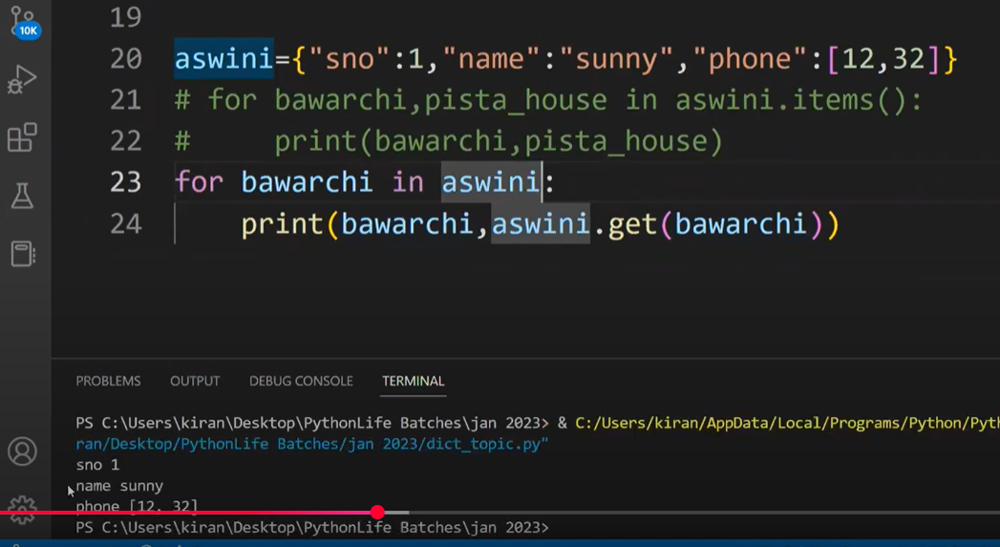 10K
19
20 aswini={"sno":1,"name":"sunny","phone":[12,32]}
21 # for bawarchi,pista_house in aswini.items():
22 #     print(bawarchi,pista_house)
23 for bawarchi in aswini:
24     print(bawarchi,aswini.get(bawarchi))
PROBLEMS OUTPUT DEBUG CONSOLE TERMINAL
PS C:\Users\kiran\Desktop\PythonLife Batches\jan 2023> & C:/Users/kiran/AppData/Local/Programs/Python/Pyth
ran/Desktop/PythonLife Batches/jan 2023/dict_topic.py"
sno 1
name sunny
phone [12, 32]
PS C:\Users\kiran\Desktop\PythonLife Batches\jan 2023>